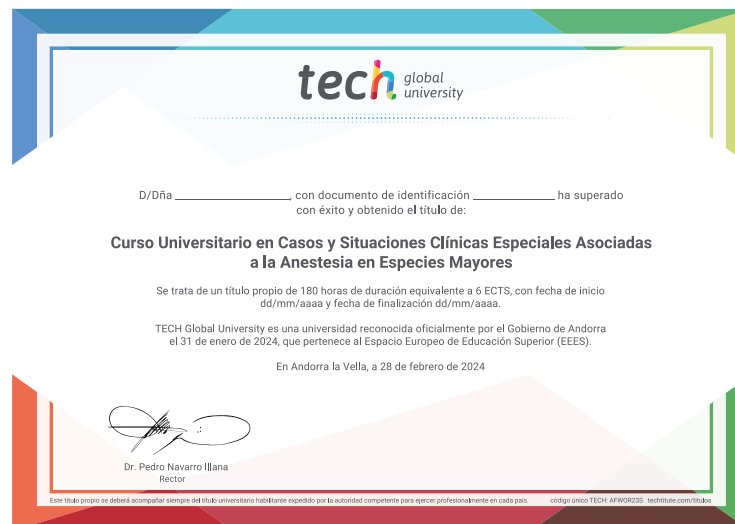 tech global university
D/Dña ____________, con documento de identificación ____________ ha superado
con éxito y obtenido el título de:
Curso Universitario en Casos y Situaciones Clínicas Especiales Asociadas
a la Anestesia en Especies Mayores
Se trata de un título propio de 180 horas de duración equivalente a 6 ECTS, con fecha de inicio
dd/mm/aaaa y fecha de finalización dd/mm/aaaa.
TECH Global University es una universidad reconocida oficialmente por el Gobierno de Andorra
el 31 de enero de 2024, que pertenece al Espacio Europeo de Educación Superior (EEES).
En Andorra la Vella, a 28 de febrero de 2024
Dr. Pedro Navarro Illana
Rector
Este título propio se deberá acompañar siempre del título universitario habilitante expedido por la autoridad competente para ejercer profesionalmente en cada país. código único TECH: AFWOR23S techtitute.com/titulos